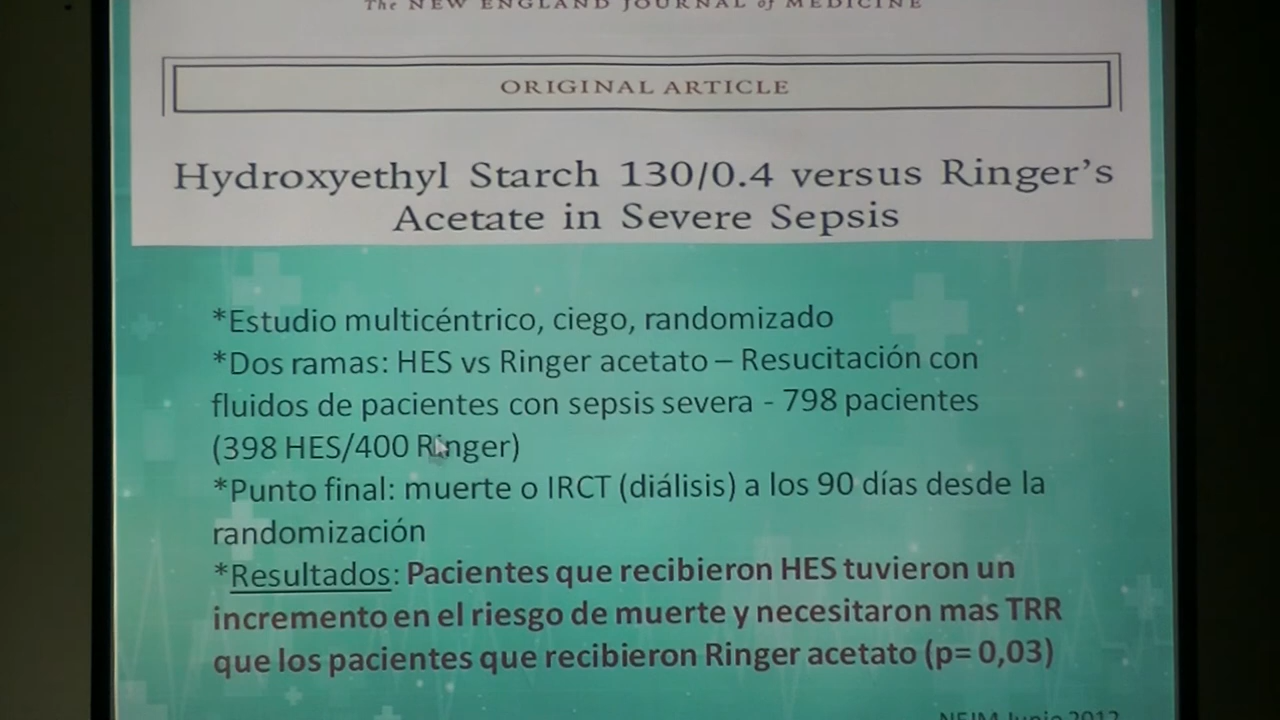 The NEW ENGLAND JOURNAL of MEDICINE
ORIGINAL ARTICLE
Hydroxyethyl Starch 130/0.4 versus Ringer's
Acetate in Severe Sepsis
*Estudio multicéntrico, ciego, randomizado
*Dos ramas: HES vs Ringer acetato – Resucitación con
fluidos de pacientes con sepsis severa - 798 pacientes
(398 HES/400 Ringer)
*Punto final: muerte o IRCT (diálisis) a los 90 días desde la
randomización
*Resultados: Pacientes que recibieron HES tuvieron un
incremento en el riesgo de muerte y necesitaron mas TRR
que los pacientes que recibieron Ringer acetato (p= 0,03)
NEJM Junio 2012